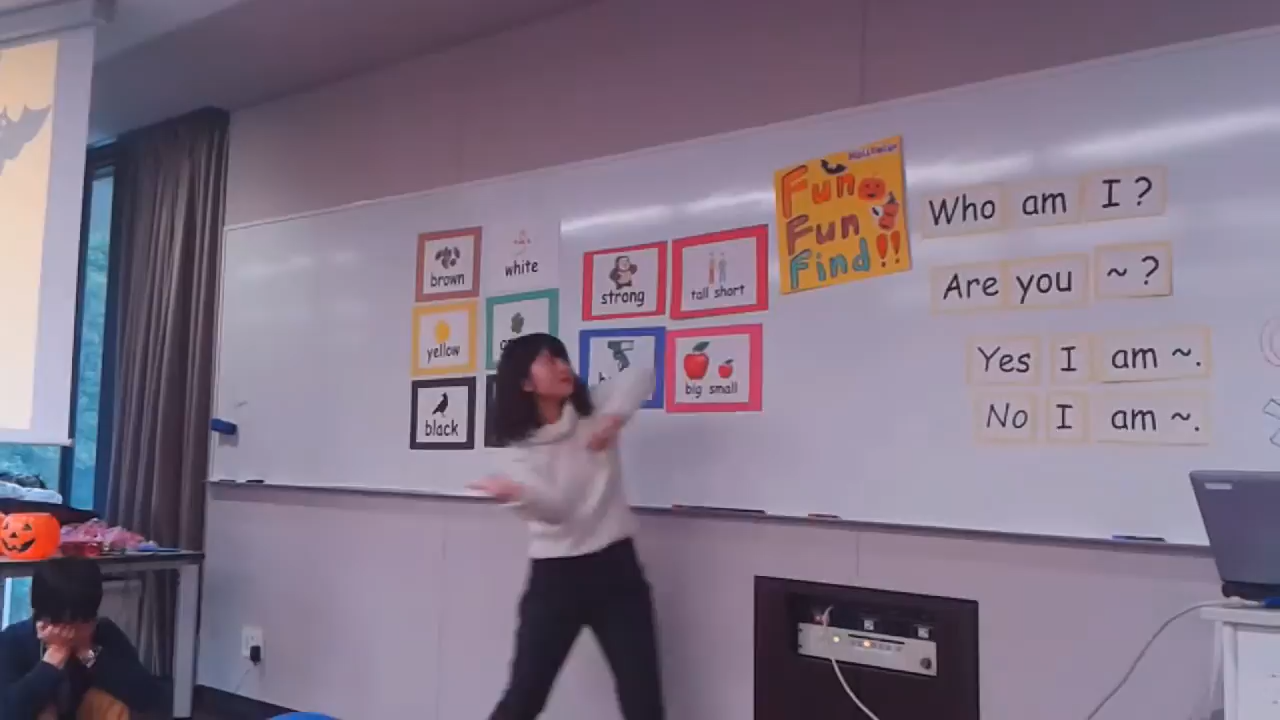 brown
white
yellow
black
strong
tall short
big small
Halloween
Fun
Fun
Find!!
Who am I ?
Are you ~ ?
Yes I am ~.
No I am ~.